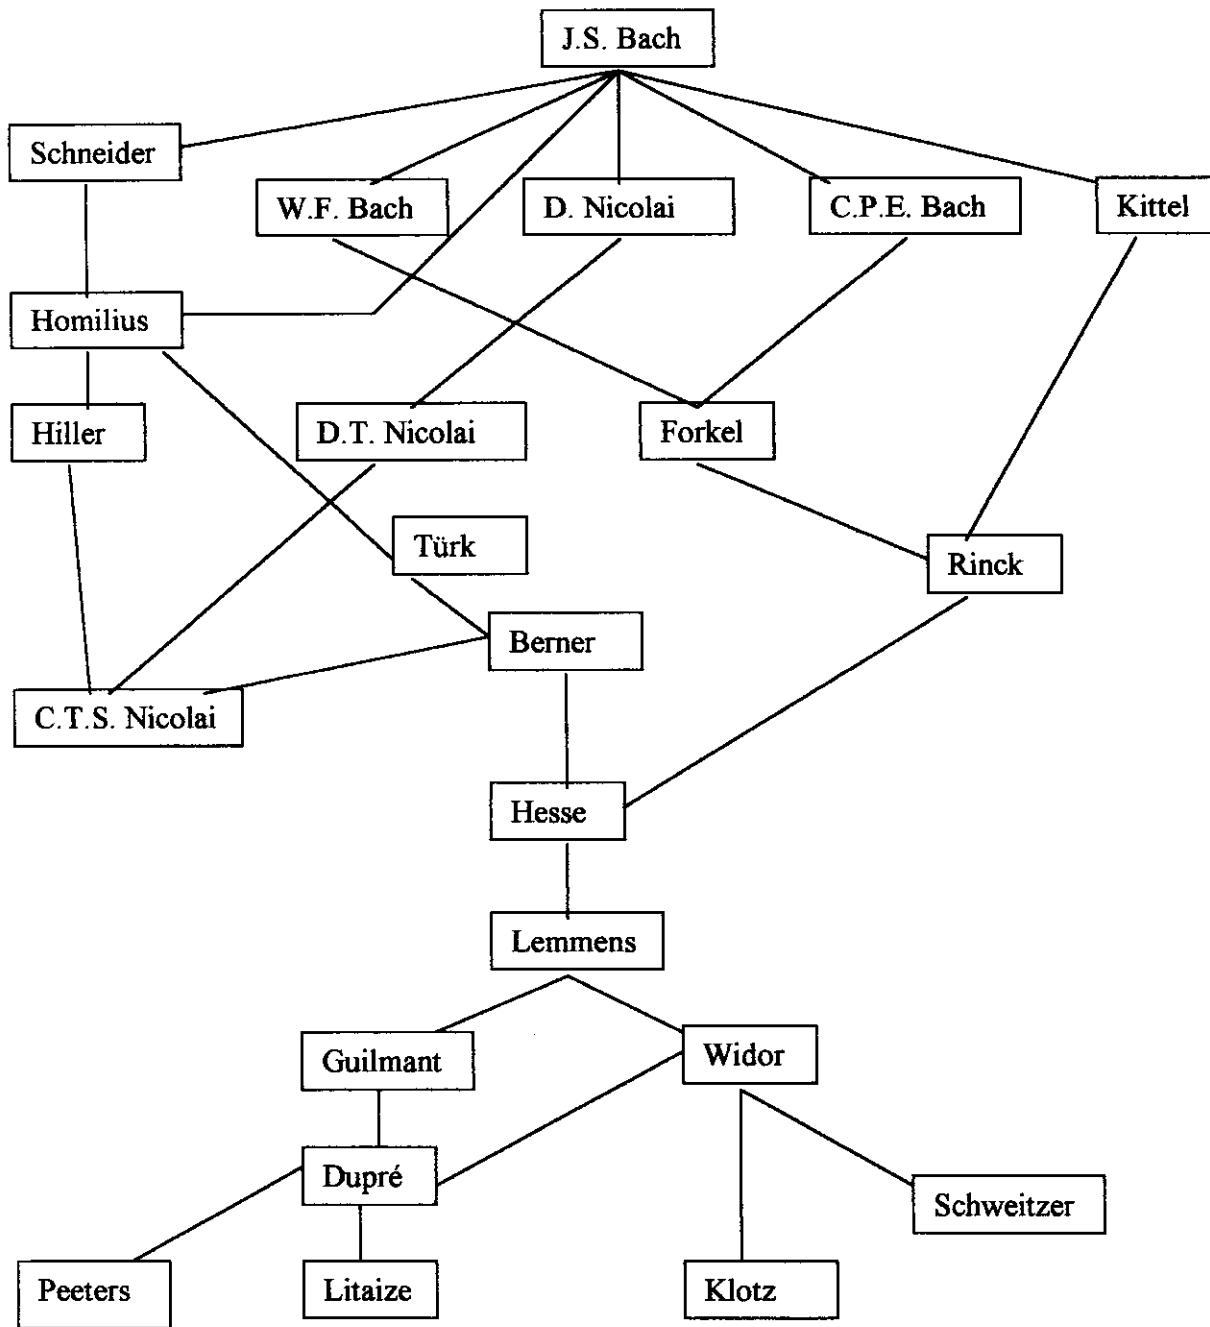 J.S. Bach
Schneider
W.F. Bach
D. Nicolai
C.P.E. Bach
Kittel
Homilius
Hiller
D.T. Nicolai
Forkel
Türk
Rinck
Berner
C.T.S. Nicolai
Hesse
Lemmens
Guilmant
Widor
Dupré
Schweitzer
Peeters
Litaize
Klotz